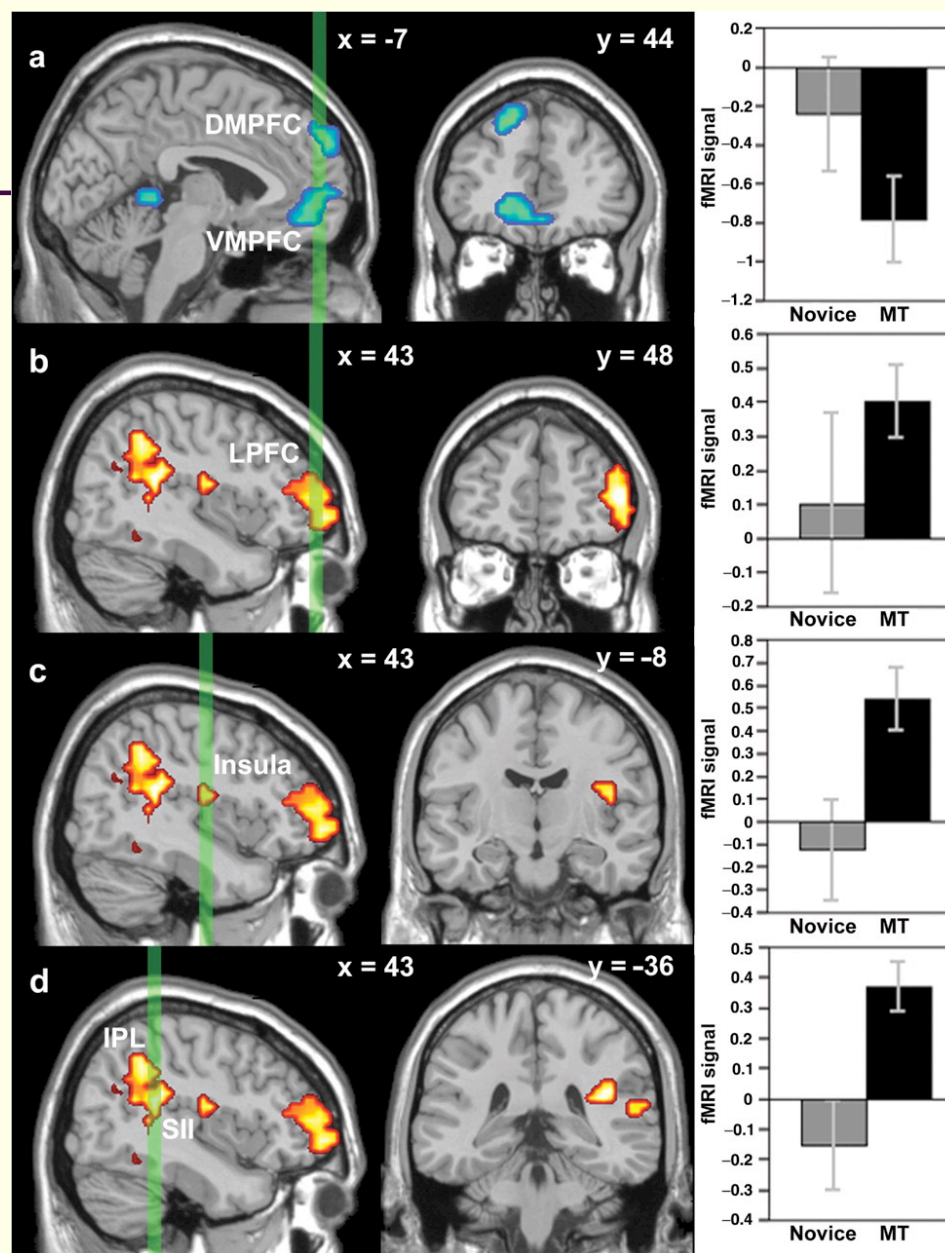 a
x = -7
y = 44
DMPFC
VMPFC
fMRI signal
0.4
0.2
0
−0.2
−0.4
−0.6
−0.8
−1
−1.2
Novice MT
b
x = 43
y = 48
LPFC
fMRI signal
0.6
0.5
0.4
0.3
0.2
0.1
0
−0.1
−0.2
Novice MT
c
x = 43
y = -8
Insula
fMRI signal
0.8
0.7
0.6
0.5
0.4
0.3
0.2
0.1
0
−0.1
−0.2
−0.3
−0.4
Novice MT
d
x = 43
y = -36
IPL
SII
fMRI signal
0.5
0.4
0.3
0.2
0.1
0
−0.1
−0.2
−0.3
−0.4
Novice MT